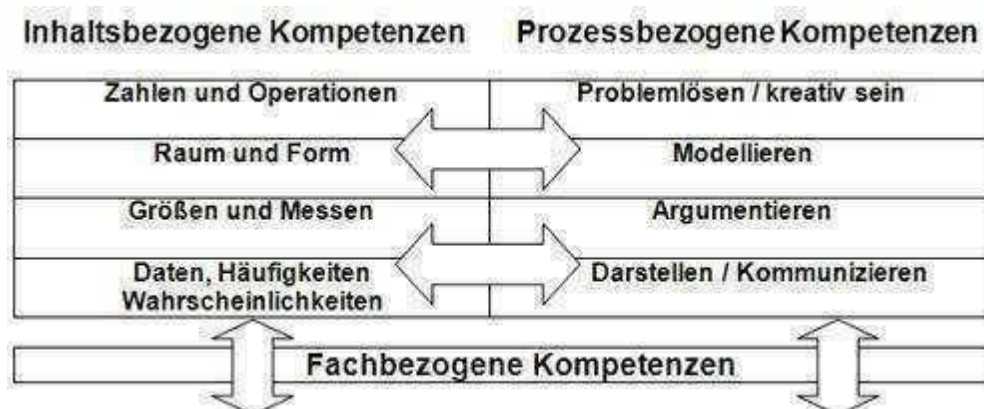 Inhaltsbezogene Kompetenzen Prozessbezogene Kompetenzen
Zahlen und Operationen Problemlösen / kreativ sein
Raum und Form Modellieren
Größen und Messen Argumentieren
Daten, Häufigkeiten Darstellen / Kommunizieren
Wahrscheinlichkeiten
Fachbezogene Kompetenzen